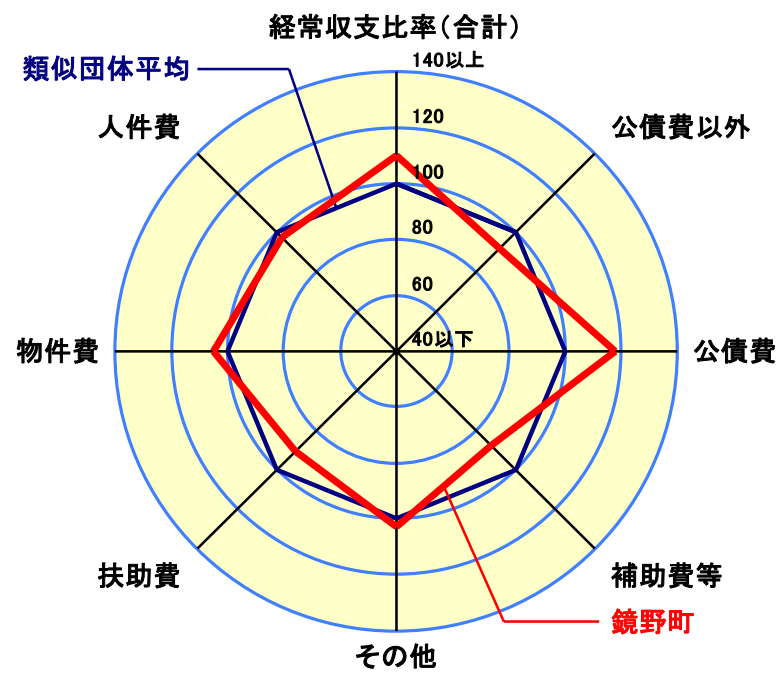 経常収支比率(合計)
類似団体平均
140以上
人件費
120
公債費以外
100
80
60
物件費
40以下
公債費
扶助費
補助費等
鏡野町
その他